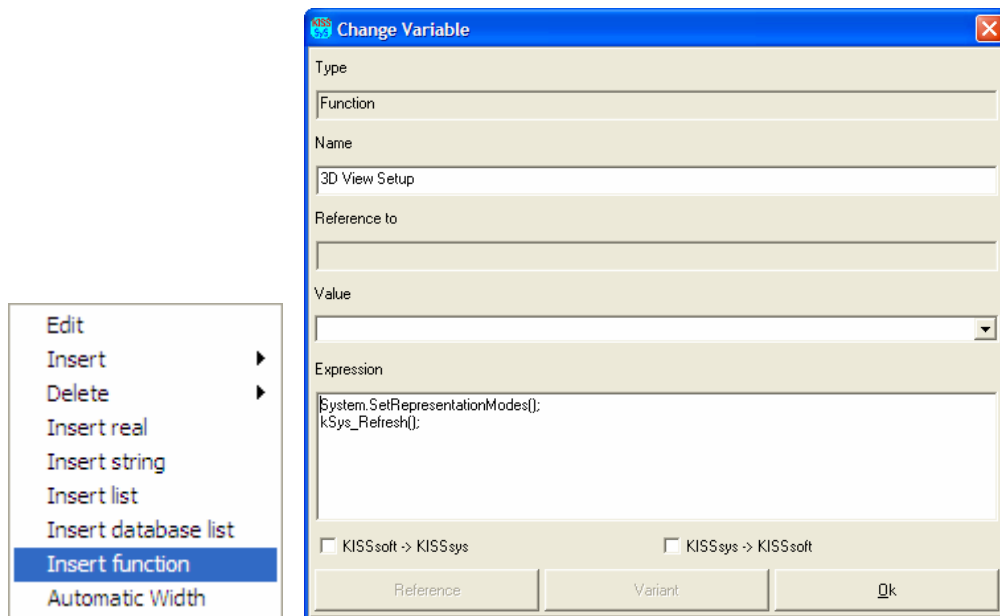 Edit
Insert
Delete
Insert real
Insert string
Insert list
Insert database list
Insert function
Automatic Width
KISS
SyS
Change Variable
Type
Function
Name
3D View Setup
Reference to
Value
Expression
System.SetRepresentationModes();
kSys_Refresh();
KISSsoft -> KISSsys
KISSsys -> KISSsoft
Reference
Variant
Ok